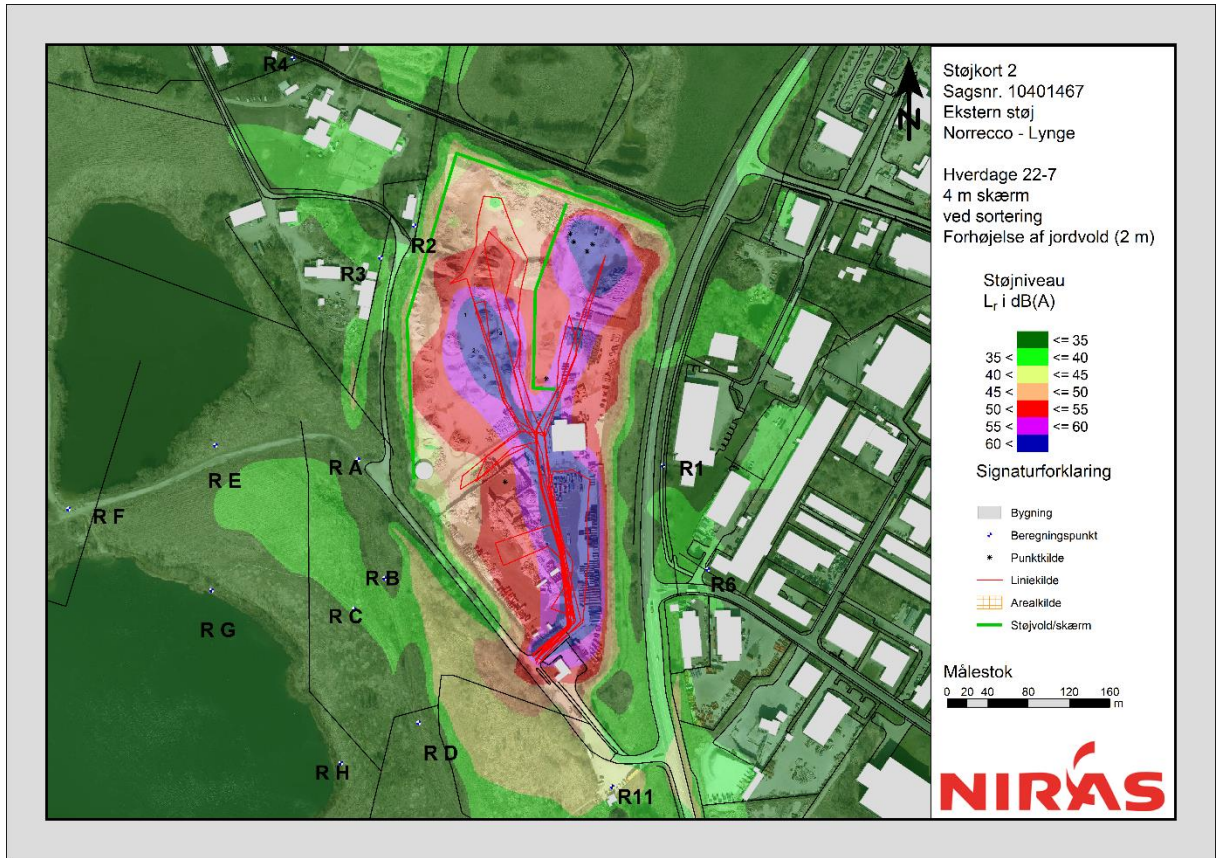 R4
R2
R3
R1
R A
R E
R F
R B
R C
R G
R6
R D
R H
R11
1
2
N
Støjkort 2
Sagsnr. 10401467
Ekstern støj
Norrecco - Lynge
Hverdage 22-7
4 m skærm
ved sortering
Forhøjelse af jordvold (2 m)
Støjniveau
Lr i dB(A)
<= 35
35 < <= 40
40 < <= 45
45 < <= 50
50 < <= 55
55 < <= 60
60 <
Signaturforklaring
Bygning
Beregningspunkt
Punktkilde
Liniekilde
Arealkilde
Støjvold/skærm
Målestok
0 20 40 80 120 160
m
NIRAS